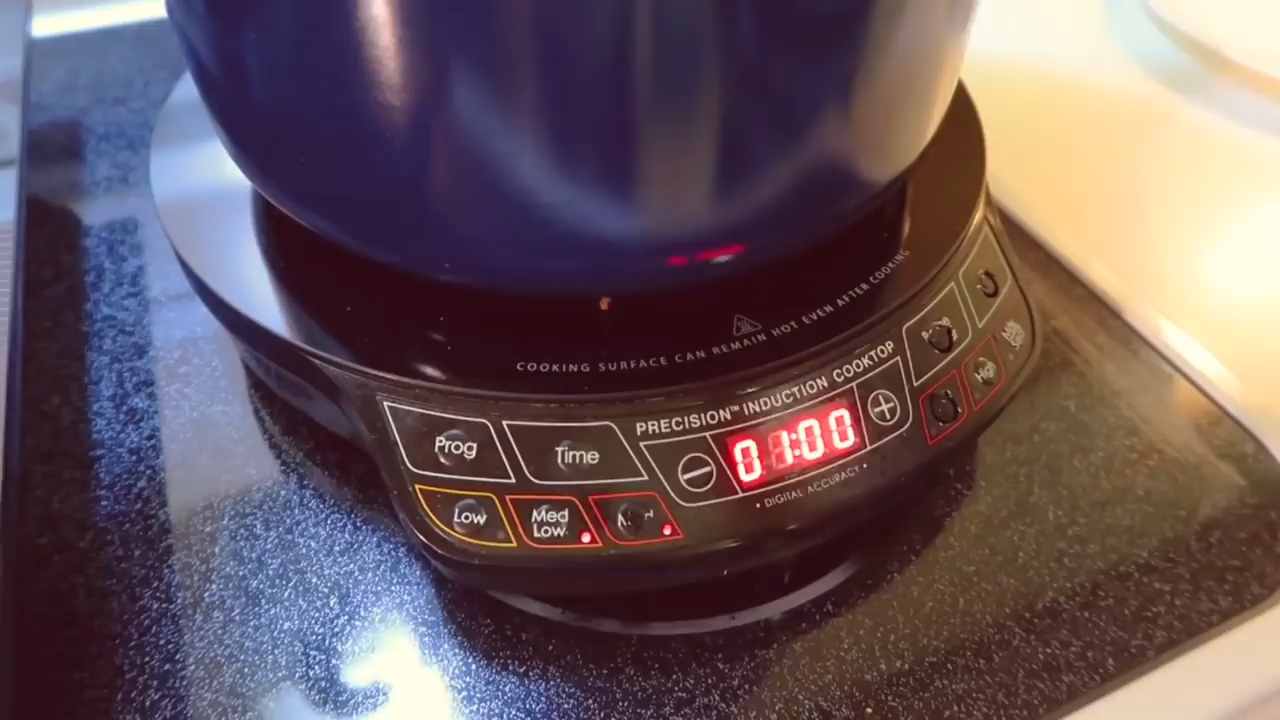 COOKING SURFACE CAN REMAIN HOT EVEN AFTER COOKING
PRECISION™ INDUCTION COOKTOP
Prog
Time
01:00
• DIGITAL ACCURACY •
Low
Med
Low
High